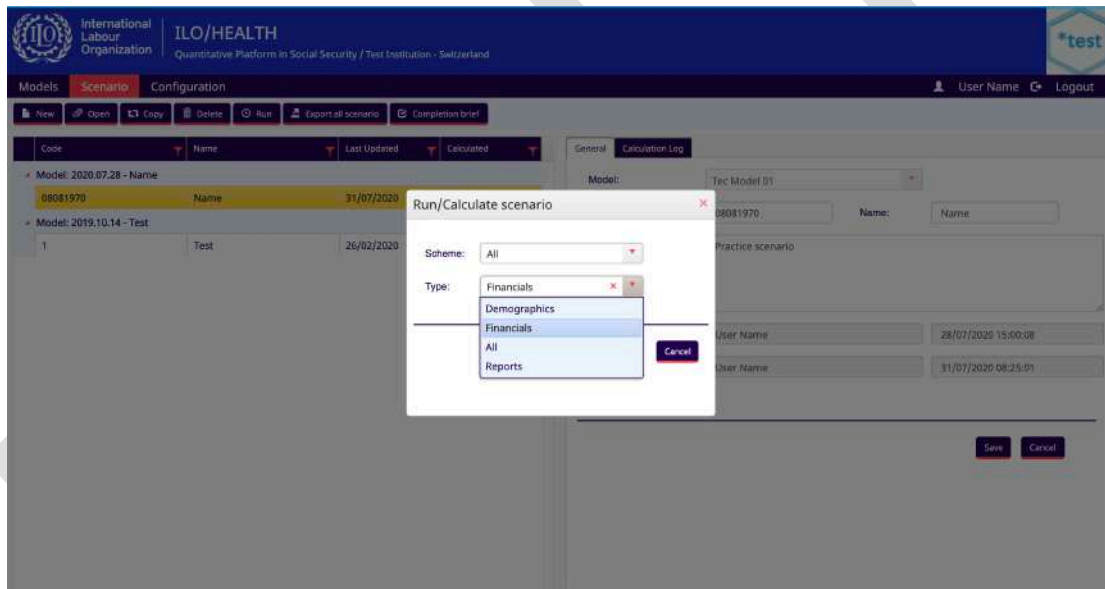 International
Labour
Organization
ILO/HEALTH
Quantitative Platform in Social Security / Test Institution - Switzerland
*test
Models Scenario Configuration User Name Logout
New Open Copy Delete Run Export all scenario Completion brief
Code Name Last Updated Calculated
General Calculation Log
Model: 2020.07.28 - Name
Model: Tec Model 01
08081970 Name 31/07/2020
08081970 Name: Name
Model: 2019.10.14 - Test
1 Test 26/02/2020
Practice scenario
Run/Calculate scenario
Scheme: All
Type: Financials
Demographics
Financials
All
Reports
Cancel
User Name 28/07/2020 15:00:08
User Name 31/07/2020 08:25:01
Save Cancel